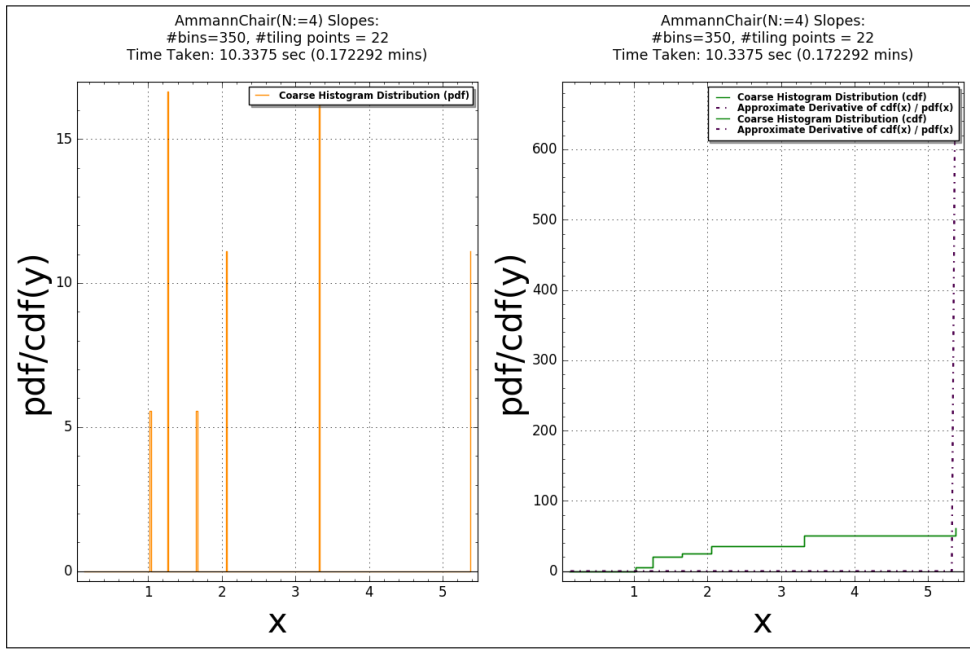 AmmannChair(N:=4) Slopes:
#bins=350, #tiling points = 22
Time Taken: 10.3375 sec (0.172292 mins)
Coarse Histogram Distribution (pdf)
15
10
5
0
pdf/cdf(y)
1 2 3 4 5
x
AmmannChair(N:=4) Slopes:
#bins=350, #tiling points = 22
Time Taken: 10.3375 sec (0.172292 mins)
Coarse Histogram Distribution (cdf)
Approximate Derivative of cdf(x) / pdf(x)
Coarse Histogram Distribution (cdf)
Approximate Derivative of cdf(x) / pdf(x)
600
500
400
300
200
100
0
pdf/cdf(y)
1 2 3 4 5
x